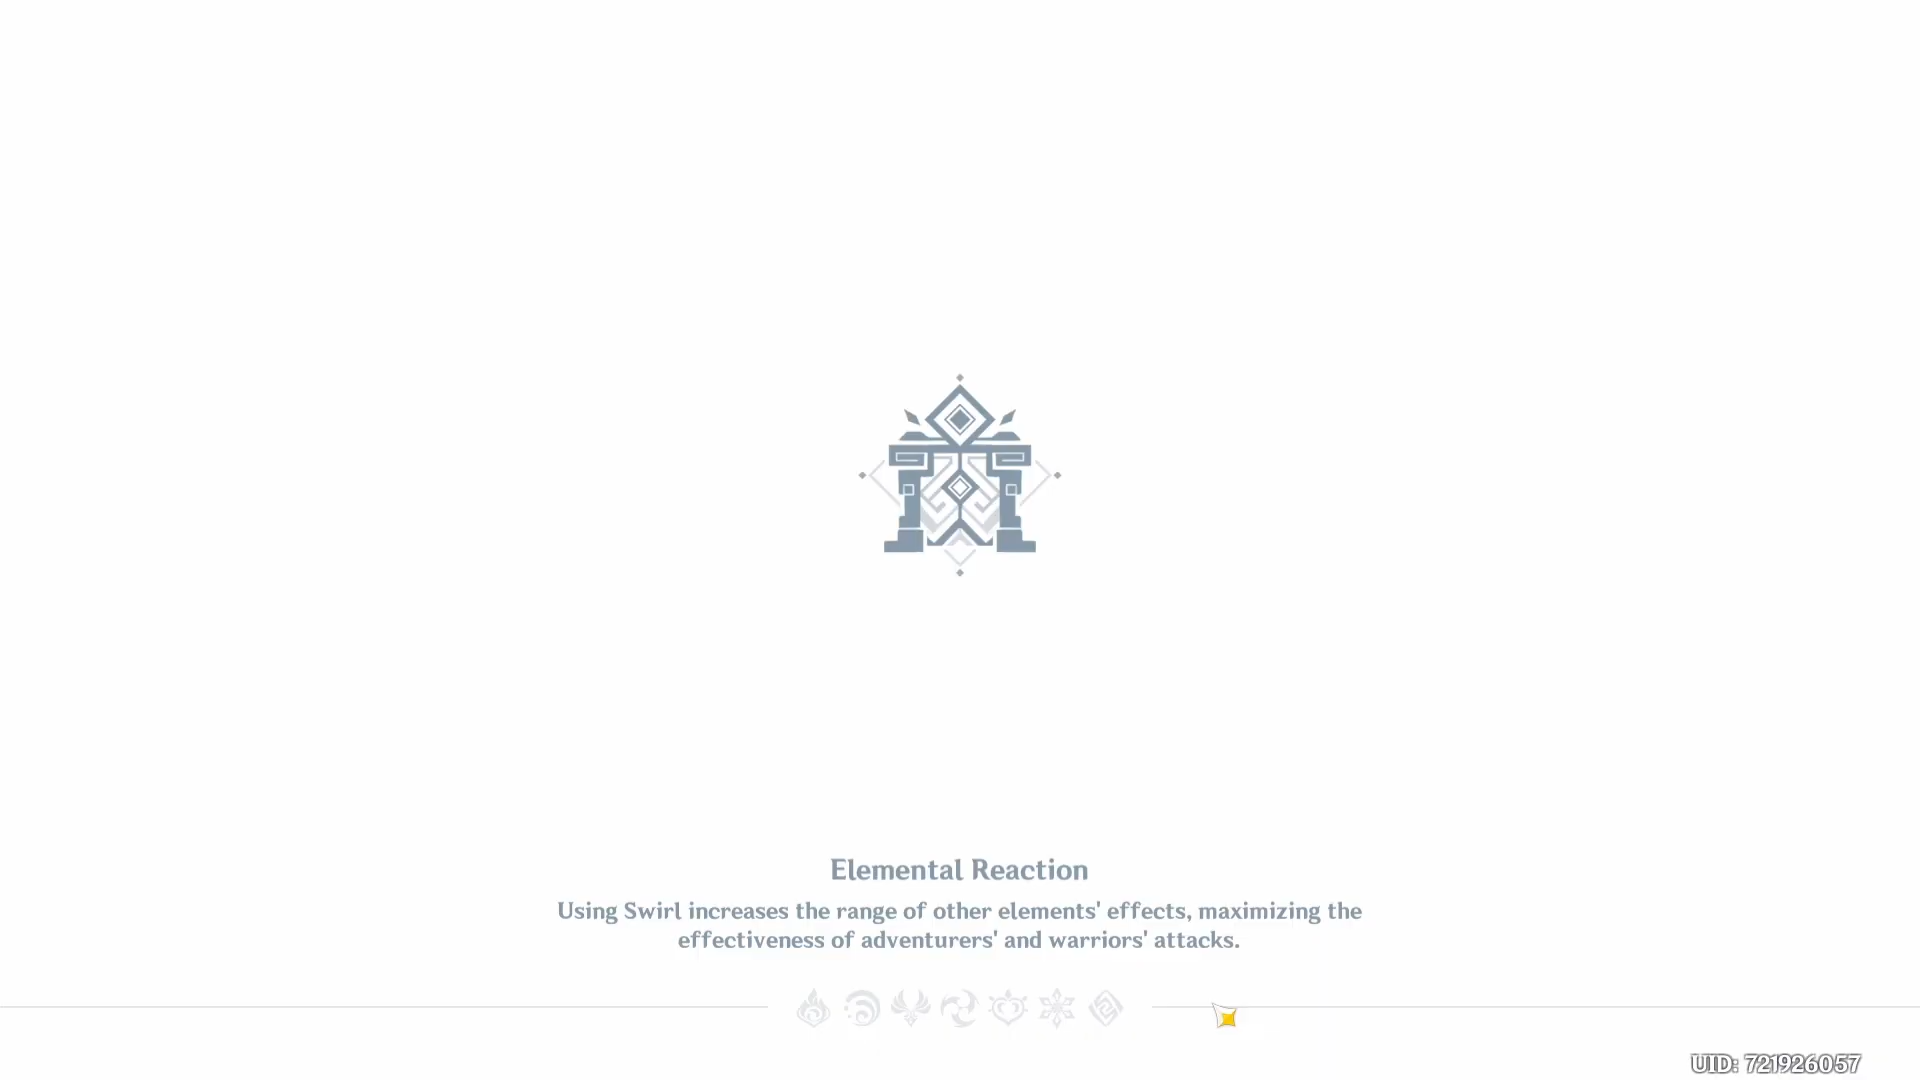 Elemental Reaction
Using Swirl increases the range of other elements' effects, maximizing the
effectiveness of adventurers' and warriors' attacks.
UID: 721926057